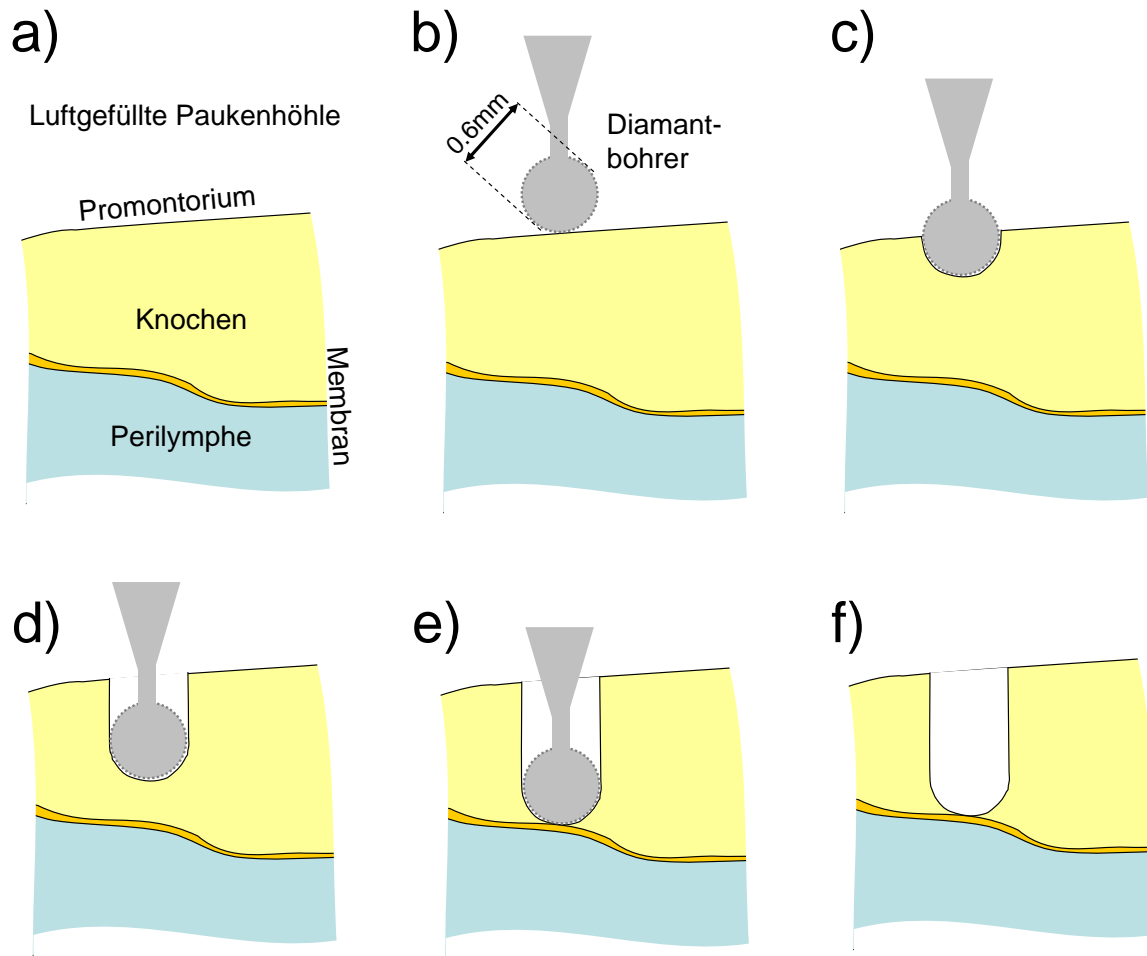 a)
Luftgefüllte Paukenhöhle
Promontorium
Knochen
Membran
Perilymphe
b)
0.6mm
Diamant-
bohrer
c)
d)
e)
f)